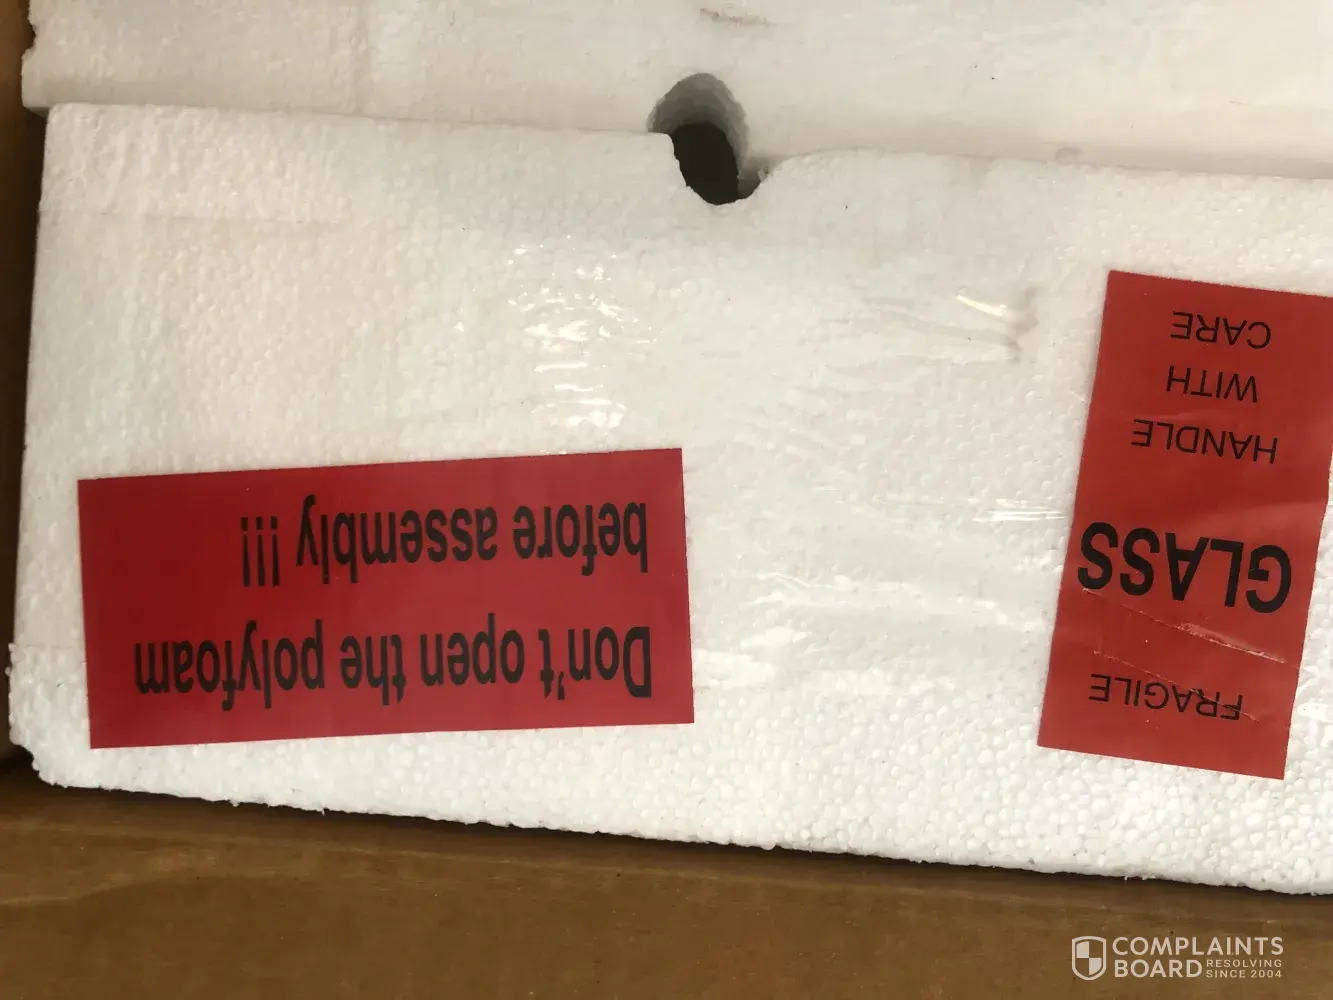 Don't open the polyfoam
before assembly !!!
FRAGILE
GLASS
HANDLE
WITH
CARE
COMPLAINTS
BOARD RESOLVING
SINCE 2004